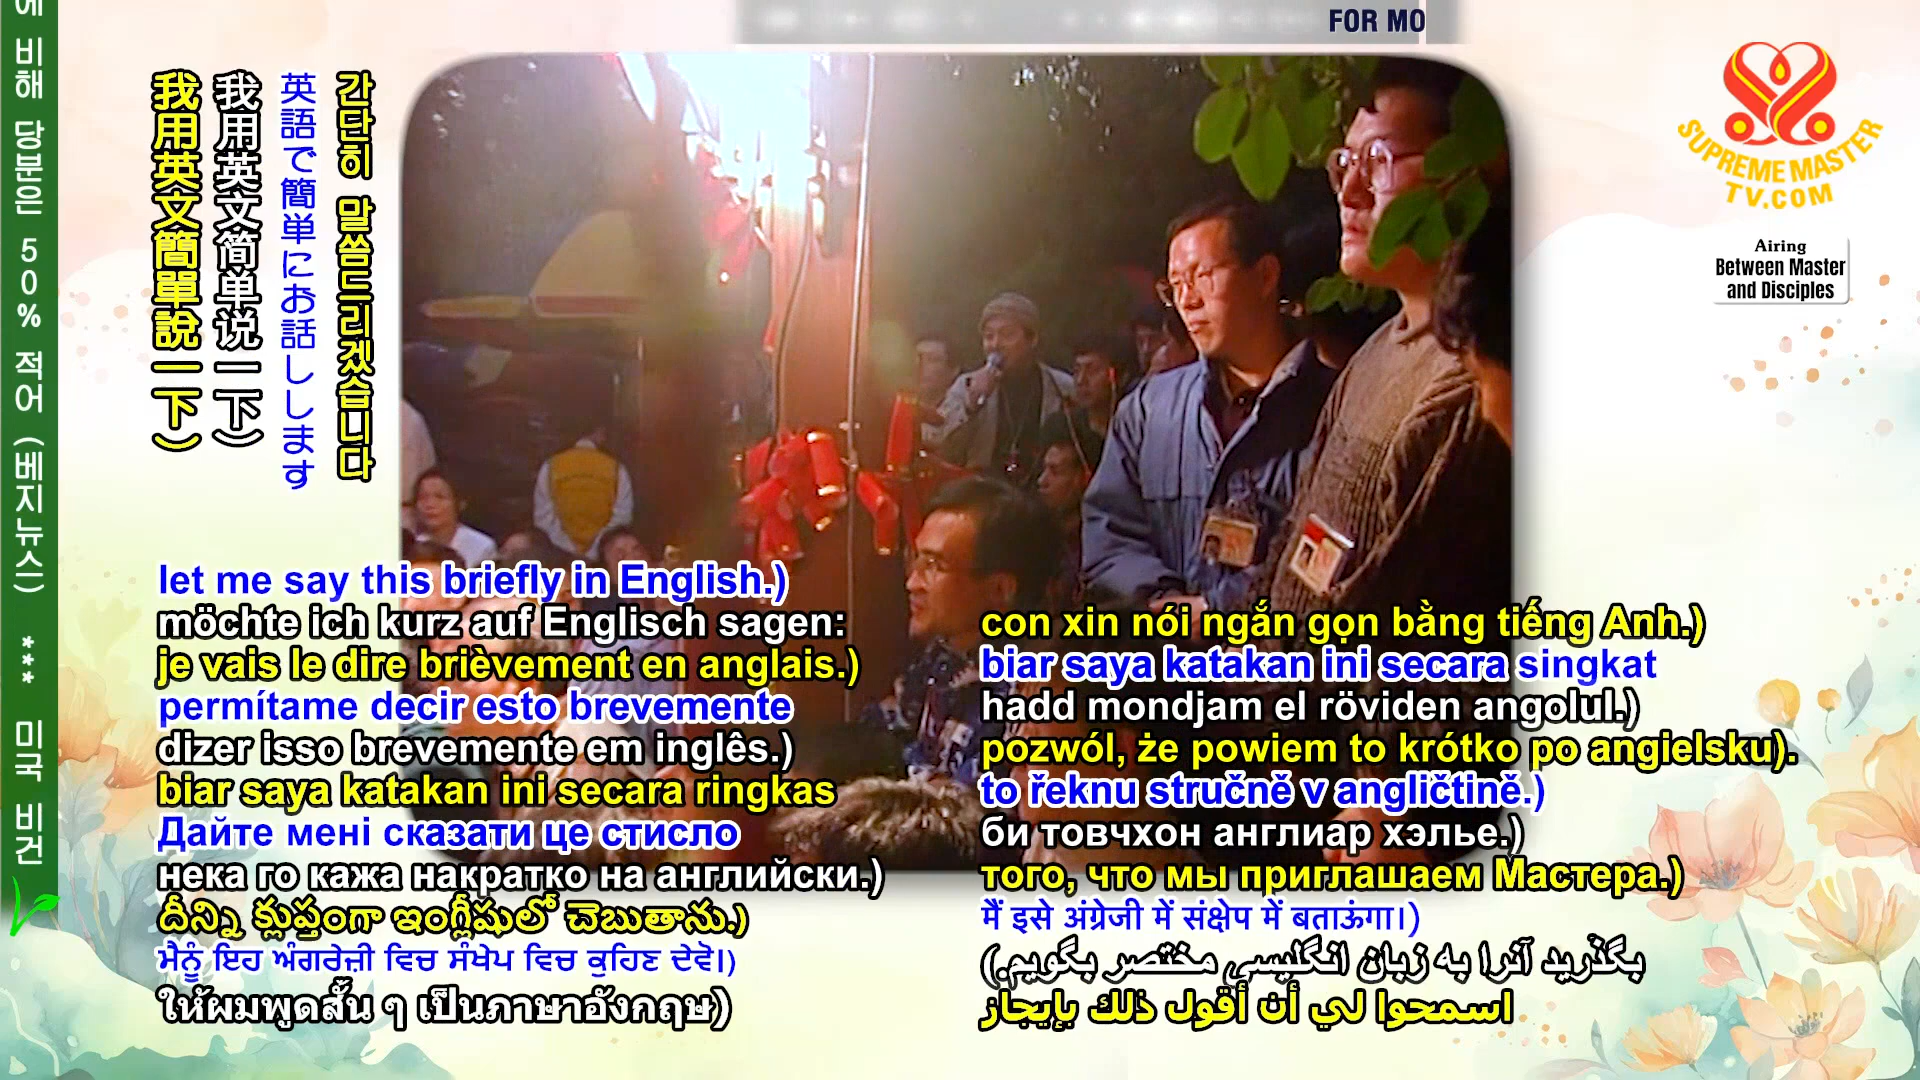 FOR MO
에 비해 당분은 50% 적어 (베지뉴스) *** 미국 비건
我用英文簡單說一下）
我用英文简单说一下）
英語で簡単にお話しします
간단히 말씀드리겠습니다
SUPREME MASTER
TV.COM
Airing
Between Master
and Disciples
let me say this briefly in English.)
möchte ich kurz auf Englisch sagen:
je vais le dire brièvement en anglais.)
permítame decir esto brevemente
dizer isso brevemente em inglês.)
biar saya katakan ini secara ringkas
Дайте мені сказати це стисло
нека го кажа накратко на английски.)
దీన్ని క్లుప్తంగా ఇంగ్లీషులో చెబుతాను.)
ਮੈਨੂੰ ਇਹ ਅੰਗਰੇਜ਼ੀ ਵਿਚ ਸੰਖੇਪ ਵਿਚ ਕੁਹਿਣ ਦੇਵੋ।)
ให้ผมพูดสั้น ๆ เป็นภาษาอังกฤษ)
con xin nói ngắn gọn bằng tiếng Anh.)
biar saya katakan ini secara singkat
hadd mondjam el röviden angolul.)
pozwól, że powiem to krótko po angielsku).
to řeknu stručně v angličtině.)
би товчхон англиар хэлье.)
того, что мы приглашаем Мастера.)
मैं इसे अंग्रेजी में संक्षेप में बताऊंगा।)
بگذرید آنرا به زبان انگلیسی مختصر بگویم.)
اسمحوا لي أن أقول ذلك بإيجاز